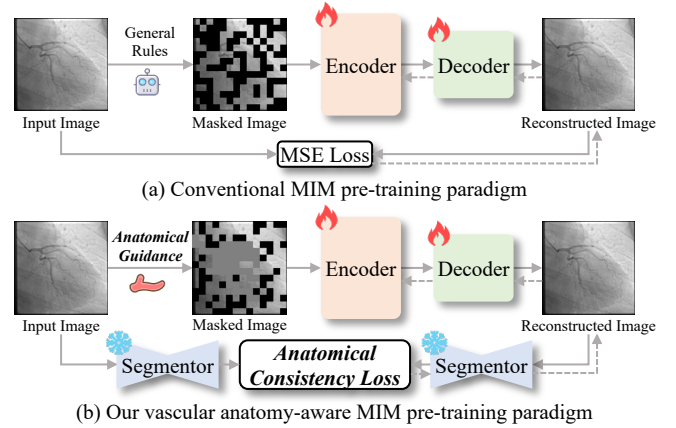 General
Rules
Encoder
Decoder
Input Image
Masked Image
Reconstructed Image
MSE Loss
(a) Conventional MIM pre-training paradigm
Anatomical
Guidance
Encoder
Decoder
Input Image
Masked Image
Reconstructed Image
Segmentor
Anatomical
Consistency Loss
Segmentor
(b) Our vascular anatomy-aware MIM pre-training paradigm